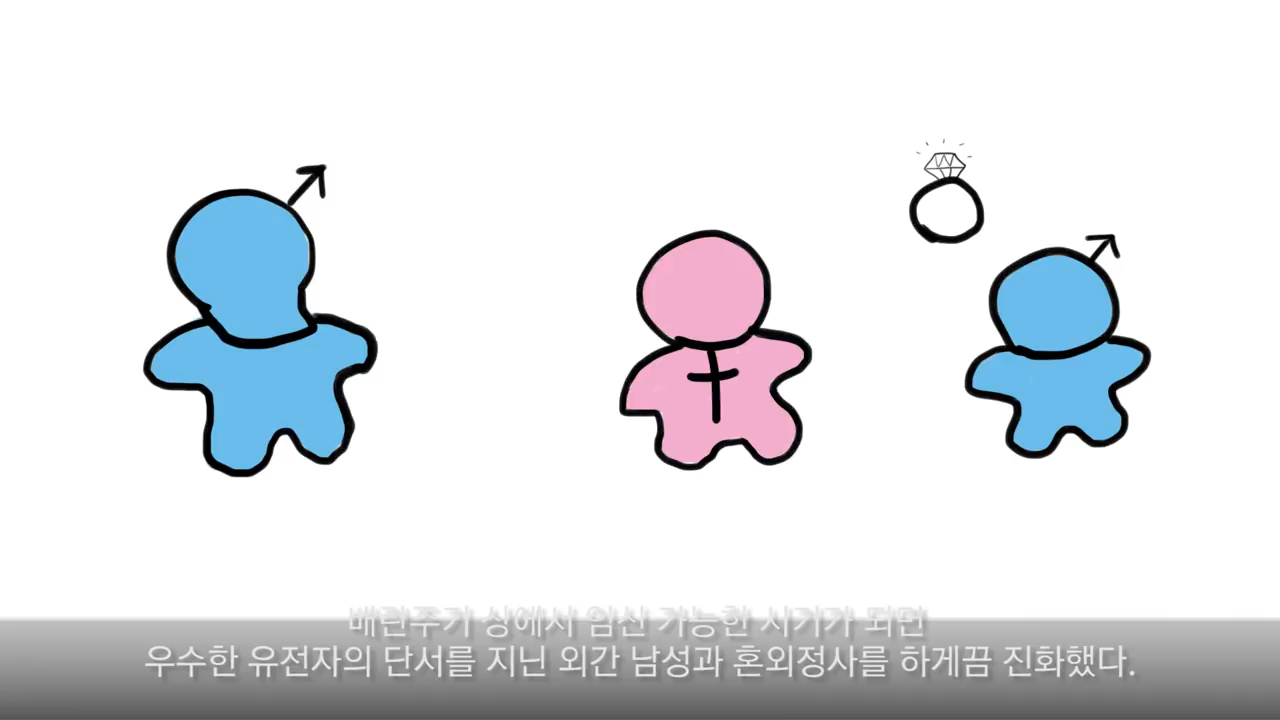 배란주기 상에서 임신 가능한 시기가 되면
우수한 유전자의 단서를 지닌 외간 남성과 혼외정사를 하게끔 진화했다.